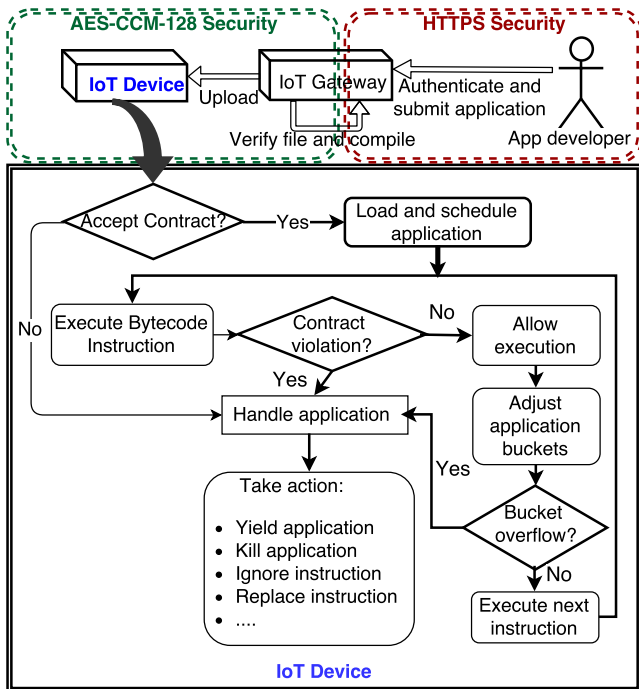 AES-CCM-128 Security
HTTPS Security
IoT Device
IoT Gateway
Upload
Authenticate and
submit application
Verify file and compile
App developer
Accept Contract?
Yes
Load and schedule
application
No
Execute Bytecode
Instruction
Contract
violation?
No
Allow
execution
Yes
Handle application
Adjust
application
buckets
Yes
Take action:
• Yield application
• Kill application
• Ignore instruction
• Replace instruction
• ....
Bucket
overflow?
No
Execute next
instruction
IoT Device